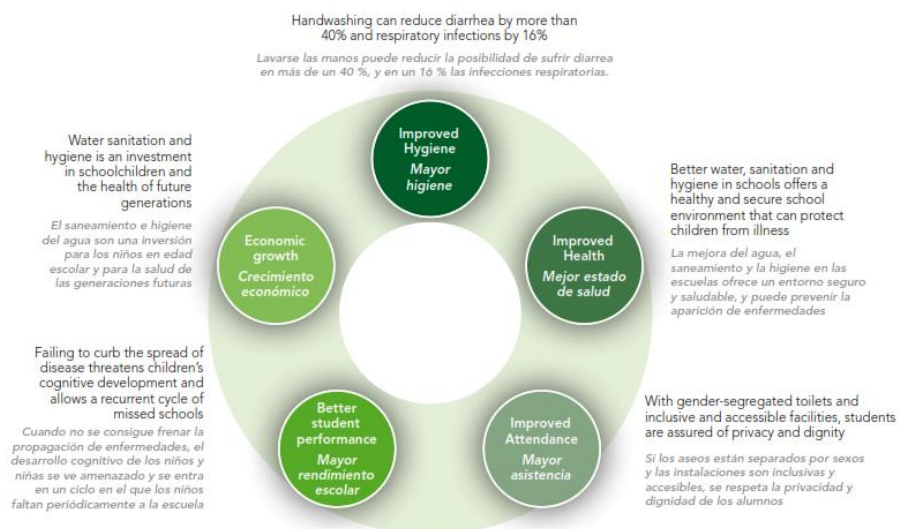 Handwashing can reduce diarrhea by more than
40% and respiratory infections by 16%
Lavarse las manos puede reducir la posibilidad de sufrir diarrea
en más de un 40 %, y en un 16 % las infecciones respiratorias.
Improved
Hygiene
Mayor
higiene
Better water, sanitation and
hygiene in schools offers a
healthy and secure school
environment that can protect
children from illness
La mejora del agua, el
saneamiento y la higiene en las
escuelas ofrece un entorno seguro
y saludable, y puede prevenir la
aparición de enfermedades
Improved
Health
Mejor estado
de salud
With gender-segregated toilets and
inclusive and accessible facilities, students
are assured of privacy and dignity
Si los aseos están separados por sexos
y las instalaciones son inclusivas y
accesibles, se respeta la privacidad y
dignidad de los alumnos
Improved
Attendance
Mayor
asistencia
Failing to curb the spread of
disease threatens children's
cognitive development and
allows a recurrent cycle of
missed schools
Cuando no se consigue frenar la
propagación de enfermedades, el
desarrollo cognitivo de los niños y
niñas se ve amenazado y se entra
en un ciclo en el que los niños
faltan periódicamente a la escuela
Better
student
performance
Mayor
rendimiento
escolar
Water sanitation and
hygiene is an investment
in schoolchildren and
the health of future
generations
El saneamiento e higiene
del agua son una inversión
para los niños en edad
escolar y para la salud de
las generaciones futuras
Economic
growth
Crecimiento
económico